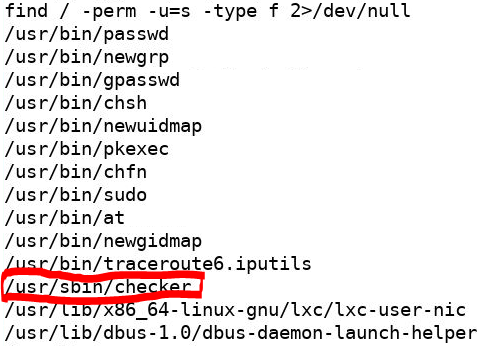 find / -perm -u=s -type f 2>/dev/null
/usr/bin/passwd
/usr/bin/newgrp
/usr/bin/gpasswd
/usr/bin/chsh
/usr/bin/newuidmap
/usr/bin/pkexec
/usr/bin/chfn
/usr/bin/sudo
/usr/bin/at
/usr/bin/newgidmap
/usr/bin/traceroute6.iputils
/usr/sbin/checker
/usr/lib/x86_64-linux-gnu/lxc/lxc-user-nic
/usr/lib/dbus-1.0/dbus-daemon-launch-helper